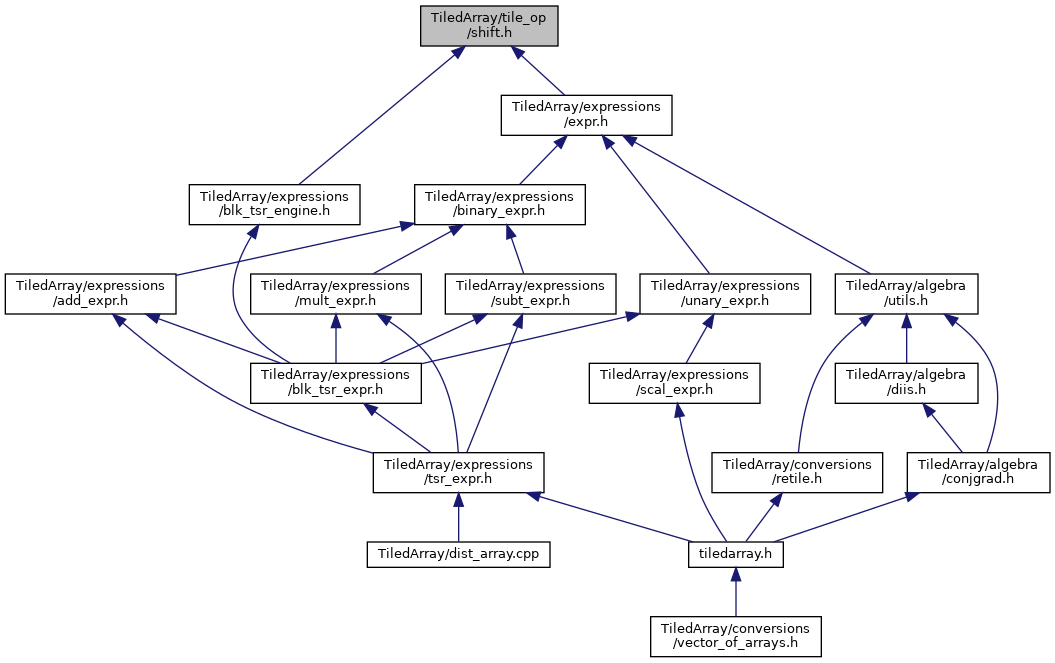 TiledArray/tile_op
/shift.h
TiledArray/expressions
/expr.h
TiledArray/expressions
/blk_tsr_engine.h
TiledArray/expressions
/binary_expr.h
TiledArray/expressions
/add_expr.h
TiledArray/expressions
/mult_expr.h
TiledArray/expressions
/subt_expr.h
TiledArray/expressions
/unary_expr.h
TiledArray/algebra
/utils.h
TiledArray/expressions
/blk_tsr_expr.h
TiledArray/expressions
/scal_expr.h
TiledArray/algebra
/diis.h
TiledArray/expressions
/tsr_expr.h
TiledArray/conversions
/retile.h
TiledArray/algebra
/conjgrad.h
TiledArray/dist_array.cpp
tiledarray.h
TiledArray/conversions
/vector_of_arrays.h